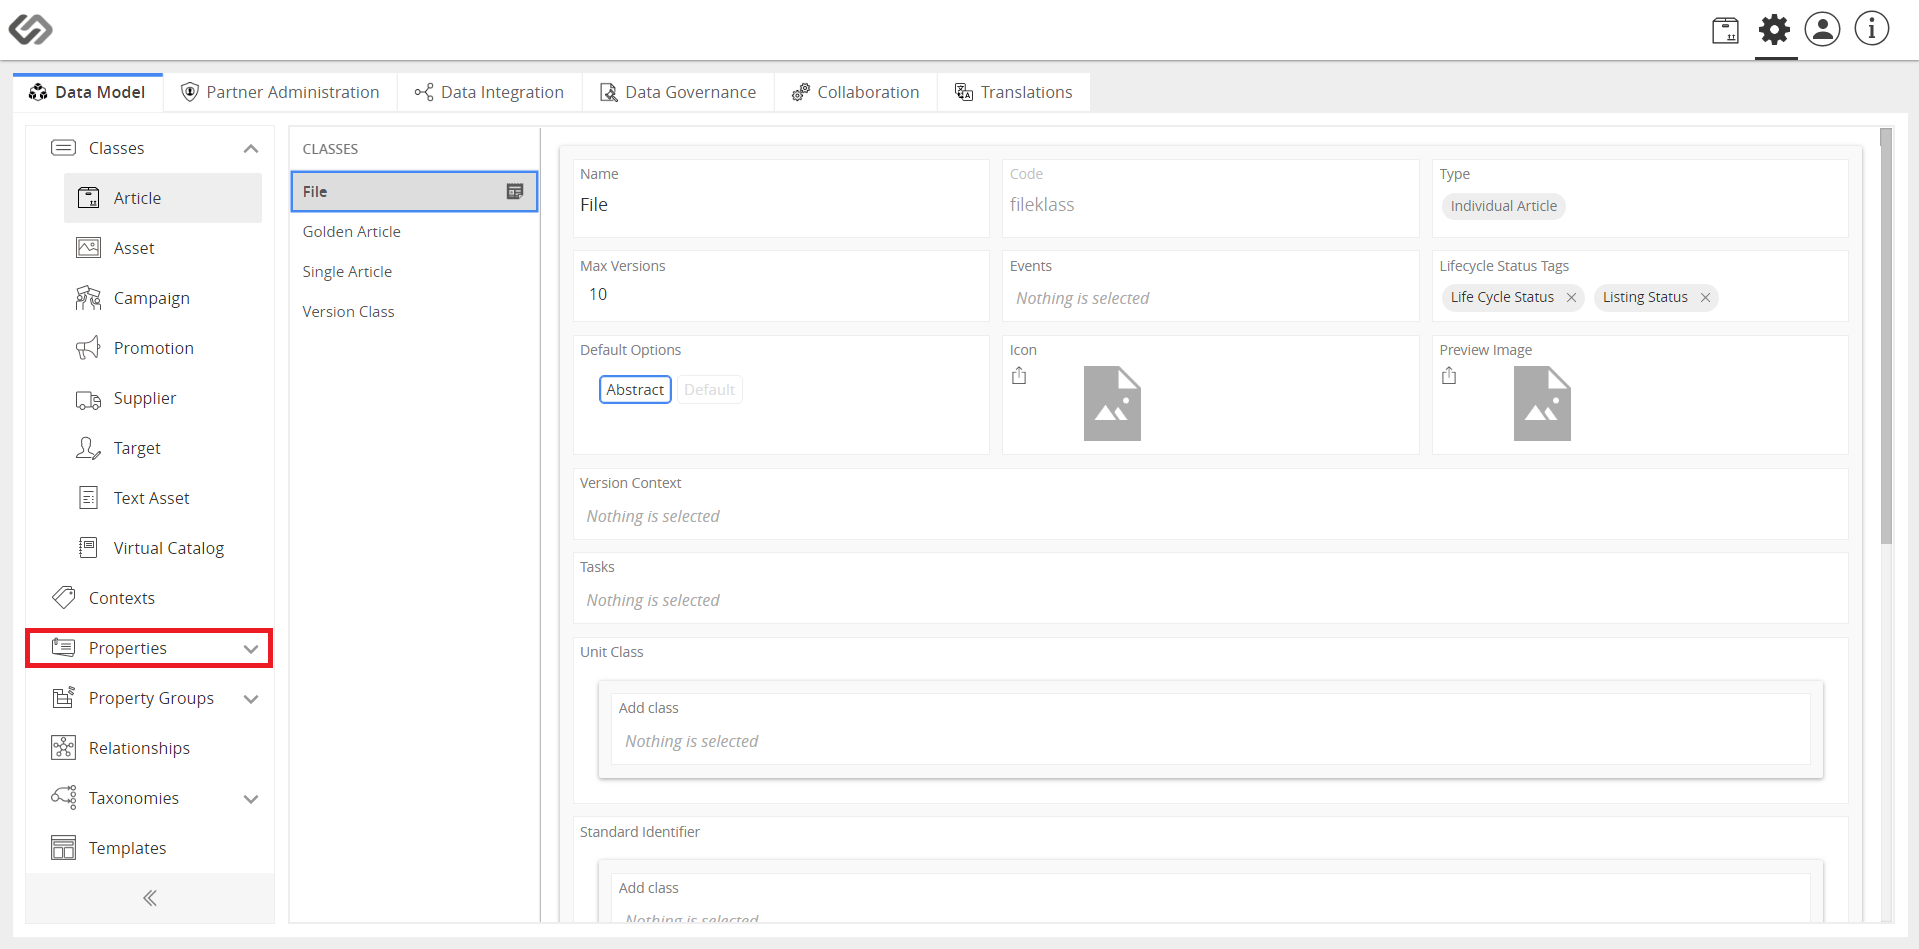 Data Model
Partner Administration
Data Integration
Data Governance
Collaboration
Translations
Classes
Article
Asset
Campaign
Promotion
Supplier
Target
Text Asset
Virtual Catalog
Contexts
Properties
Property Groups
Relationships
Taxonomies
Templates
CLASSES
File
Golden Article
Single Article
Version Class
Name
File
Code
fileklass
Type
Individual Article
Max Versions
10
Events
Nothing is selected
Lifecycle Status Tags
Life Cycle Status
Listing Status
Default Options
Abstract Default
Icon
Preview Image
Version Context
Nothing is selected
Tasks
Nothing is selected
Unit Class
Add class
Nothing is selected
Standard Identifier
Add class
Nothing is selected